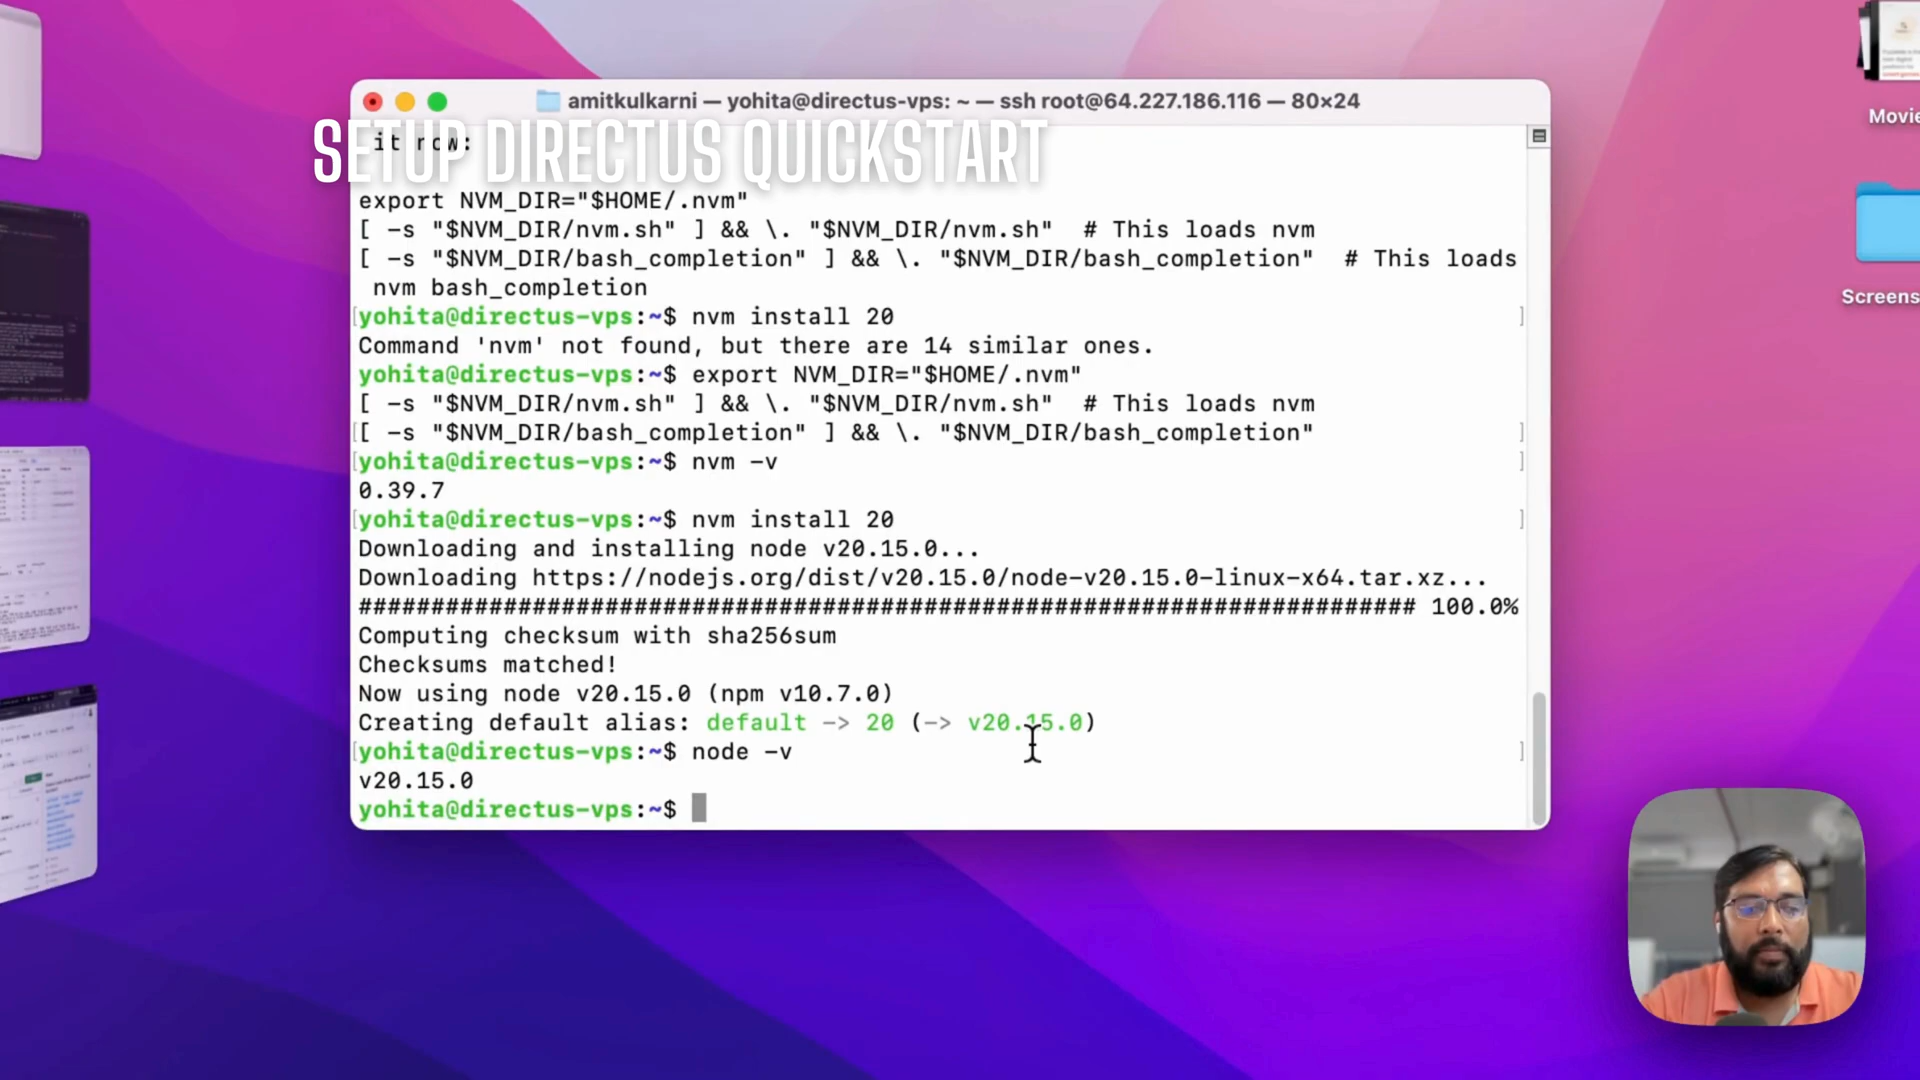 amitkulkarni — yohita@directus-vps: ~ — ssh root@64.227.186.116 — 80×24
SETUP DIRECTUS QUICKSTART
it now:
export NVM_DIR="$HOME/.nvm"
[ -s "$NVM_DIR/nvm.sh" ] && \. "$NVM_DIR/nvm.sh"  # This loads nvm
[ -s "$NVM_DIR/bash_completion" ] && \. "$NVM_DIR/bash_completion"  # This loads
nvm bash_completion
yohita@directus-vps:~$ nvm install 20
Command 'nvm' not found, but there are 14 similar ones.
yohita@directus-vps:~$ export NVM_DIR="$HOME/.nvm"
[ -s "$NVM_DIR/nvm.sh" ] && \. "$NVM_DIR/nvm.sh"  # This loads nvm
[ -s "$NVM_DIR/bash_completion" ] && \. "$NVM_DIR/bash_completion"
yohita@directus-vps:~$ nvm -v
0.39.7
yohita@directus-vps:~$ nvm install 20
Downloading and installing node v20.15.0...
Downloading https://nodejs.org/dist/v20.15.0/node-v20.15.0-linux-x64.tar.xz...
######################################################################### 100.0%
Computing checksum with sha256sum
Checksums matched!
Now using node v20.15.0 (npm v10.7.0)
Creating default alias: default -> 20 (-> v20.15.0)
yohita@directus-vps:~$ node -v
v20.15.0
yohita@directus-vps:~$
Movie
Screens